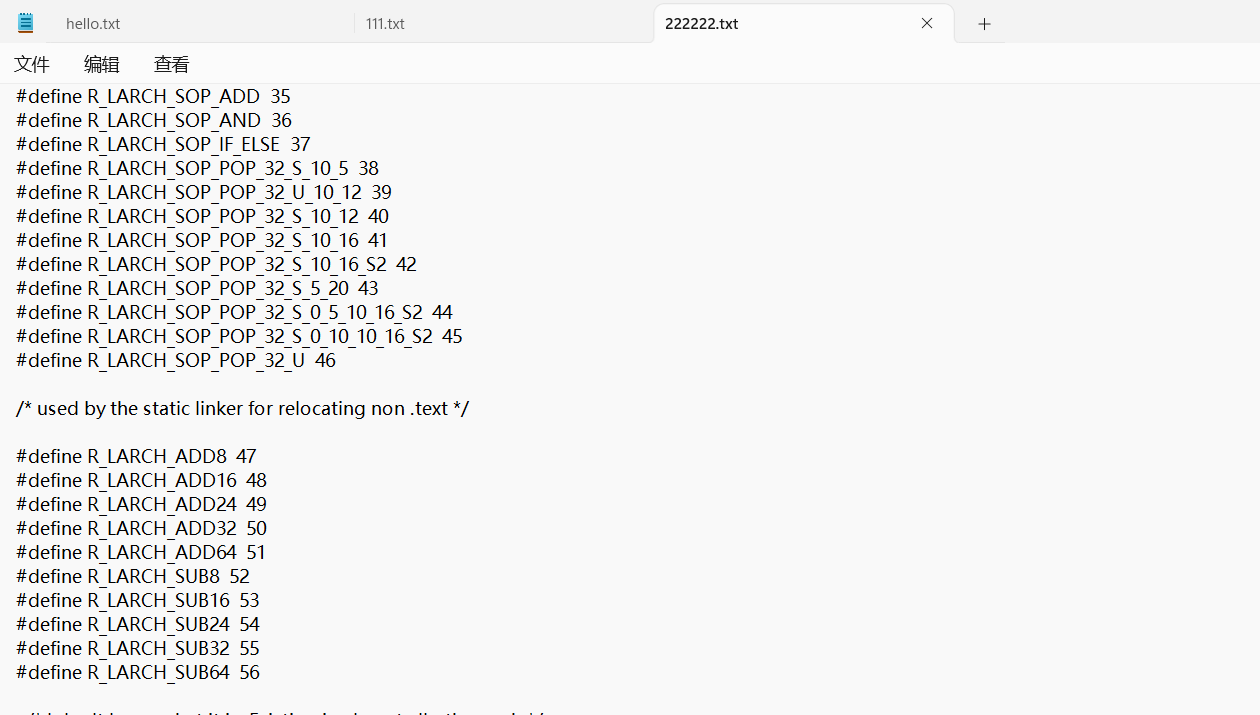 hello.txt
111.txt
222222.txt
文件 编辑 查看
#define R_LARCH_SOP_ADD 35
#define R_LARCH_SOP_AND 36
#define R_LARCH_SOP_IF_ELSE 37
#define R_LARCH_SOP_POP_32_S_10_5 38
#define R_LARCH_SOP_POP_32_U_10_12 39
#define R_LARCH_SOP_POP_32_S_10_12 40
#define R_LARCH_SOP_POP_32_S_10_16 41
#define R_LARCH_SOP_POP_32_S_10_16_S2 42
#define R_LARCH_SOP_POP_32_S_5_20 43
#define R_LARCH_SOP_POP_32_S_0_5_10_16_S2 44
#define R_LARCH_SOP_POP_32_S_0_10_10_16_S2 45
#define R_LARCH_SOP_POP_32_U 46
/* used by the static linker for relocating non .text */
#define R_LARCH_ADD8 47
#define R_LARCH_ADD16 48
#define R_LARCH_ADD24 49
#define R_LARCH_ADD32 50
#define R_LARCH_ADD64 51
#define R_LARCH_SUB8 52
#define R_LARCH_SUB16 53
#define R_LARCH_SUB24 54
#define R_LARCH_SUB32 55
#define R_LARCH_SUB64 56